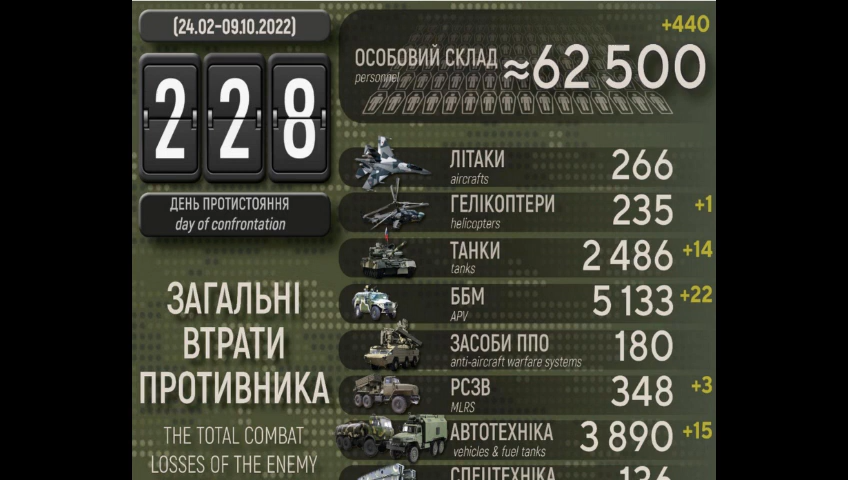 (24.02–09.10.2022)
228
ДЕНЬ ПРОТИСТОЯННЯ
day of confrontation
ЗАГАЛЬНІ
ВТРАТИ
ПРОТИВНИКА
THE TOTAL COMBAT
LOSSES OF THE ENEMY
+440
ОСОБОВИЙ СКЛАД ≈62 500
personnel
ЛІТАКИ 266
aircrafts
ГЕЛІКОПТЕРИ 235 +1
helicopters
ТАНКИ 2 486 +14
tanks
ББМ 5 133 +22
APV
ЗАСОБИ ППО 180
anti-aircraft warfare systems
РСЗВ 348 +3
MLRS
АВТОТЕХНІКА 3 890 +15
vehicles & fuel tanks
СПЕЦТЕХНІКА 136